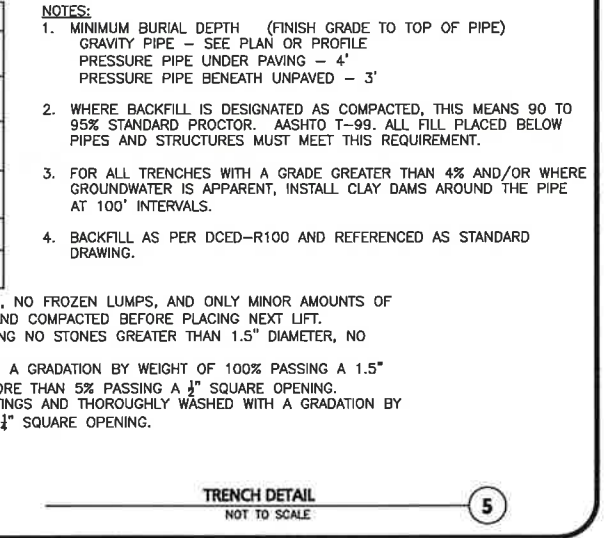 NOTES:
1. MINIMUM BURIAL DEPTH (FINISH GRADE TO TOP OF PIPE)
GRAVITY PIPE – SEE PLAN OR PROFILE
PRESSURE PIPE UNDER PAVING – 4'
PRESSURE PIPE BENEATH UNPAVED – 3'
2. WHERE BACKFILL IS DESIGNATED AS COMPACTED, THIS MEANS 90 TO
95% STANDARD PROCTOR. AASHTO T–99. ALL FILL PLACED BELOW
PIPES AND STRUCTURES MUST MEET THIS REQUIREMENT.
3. FOR ALL TRENCHES WITH A GRADE GREATER THAN 4% AND/OR WHERE
GROUNDWATER IS APPARENT, INSTALL CLAY DAMS AROUND THE PIPE
AT 100' INTERVALS.
4. BACKFILL AS PER DCED–R100 AND REFERENCED AS STANDARD
DRAWING.
, NO FROZEN LUMPS, AND ONLY MINOR AMOUNTS OF
ND COMPACTED BEFORE PLACING NEXT LIFT.
NG NO STONES GREATER THAN 1.5" DIAMETER, NO
A GRADATION BY WEIGHT OF 100% PASSING A 1.5"
ORE THAN 5% PASSING A ½" SQUARE OPENING.
TINGS AND THOROUGHLY WASHED WITH A GRADATION BY
¼" SQUARE OPENING.
TRENCH DETAIL
NOT TO SCALE
5